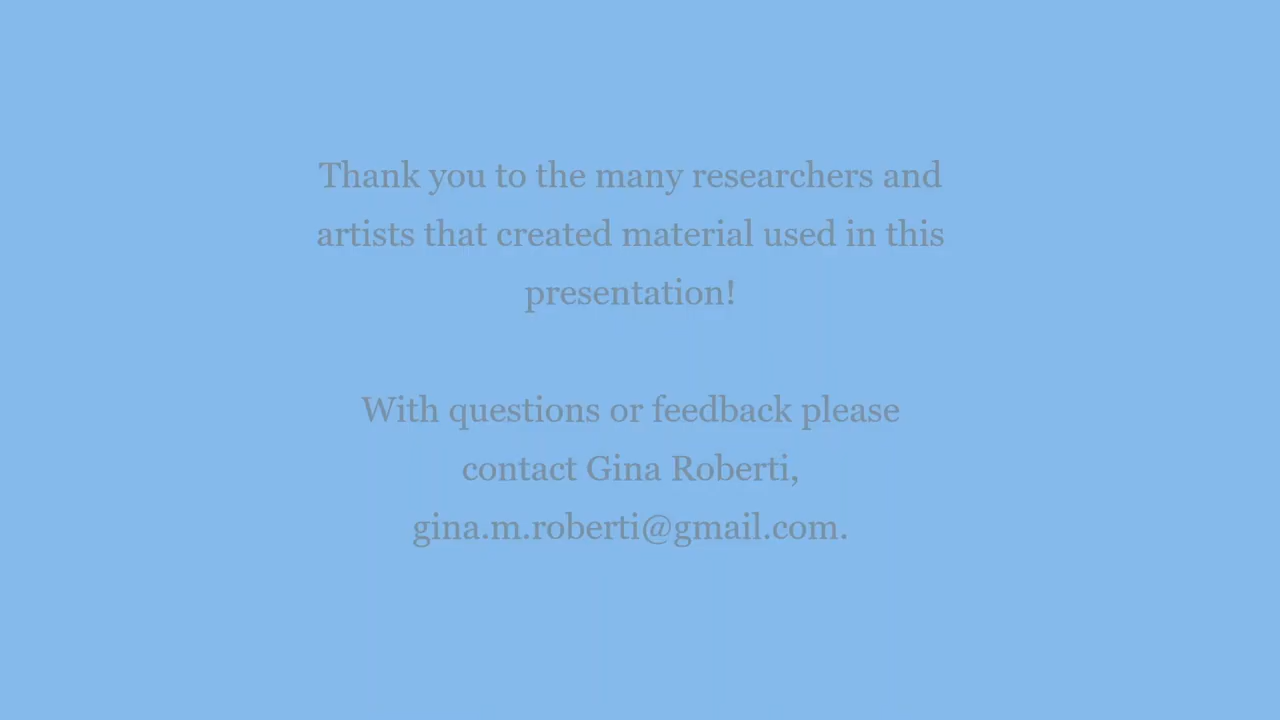 Thank you to the many researchers and
artists that created material used in this
presentation!
With questions or feedback please
contact Gina Roberti,
gina.m.roberti@gmail.com.